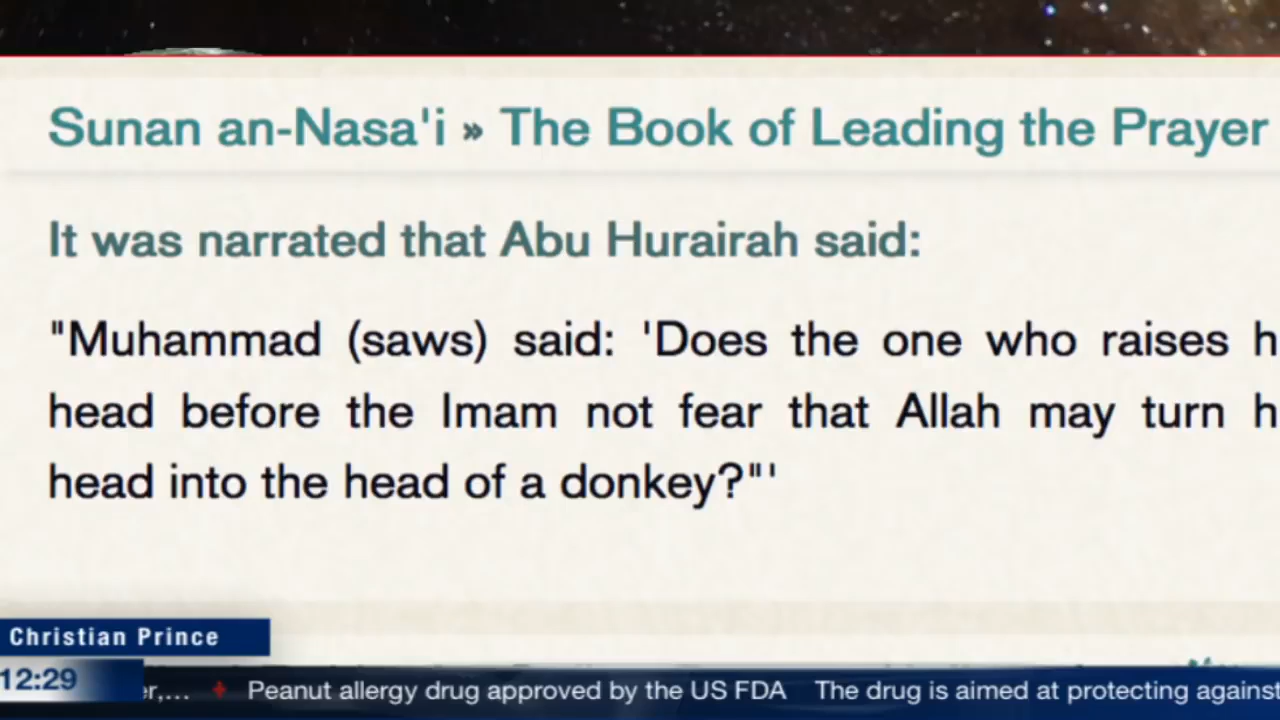 Sunan an-Nasa'i » The Book of Leading the Prayer
It was narrated that Abu Hurairah said:
"Muhammad (saws) said: 'Does the one who raises h
head before the Imam not fear that Allah may turn h
head into the head of a donkey?"'
Christian Prince
12:29
er,... Peanut allergy drug approved by the US FDA The drug is aimed at protecting against